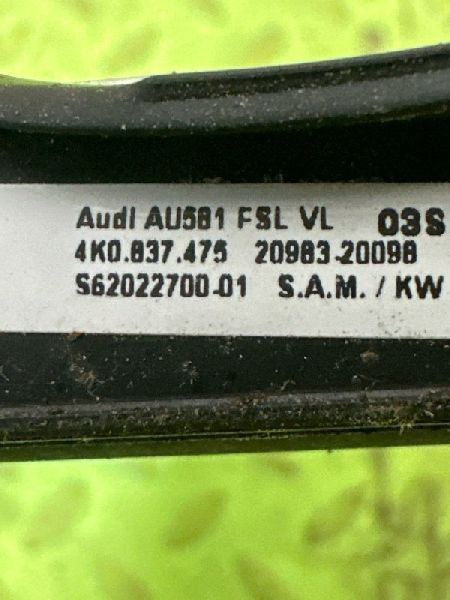 Audi AU581 FSL VL 03S
4K0.837.475 20983-20098
S62022700-01 S.A.M. / KW